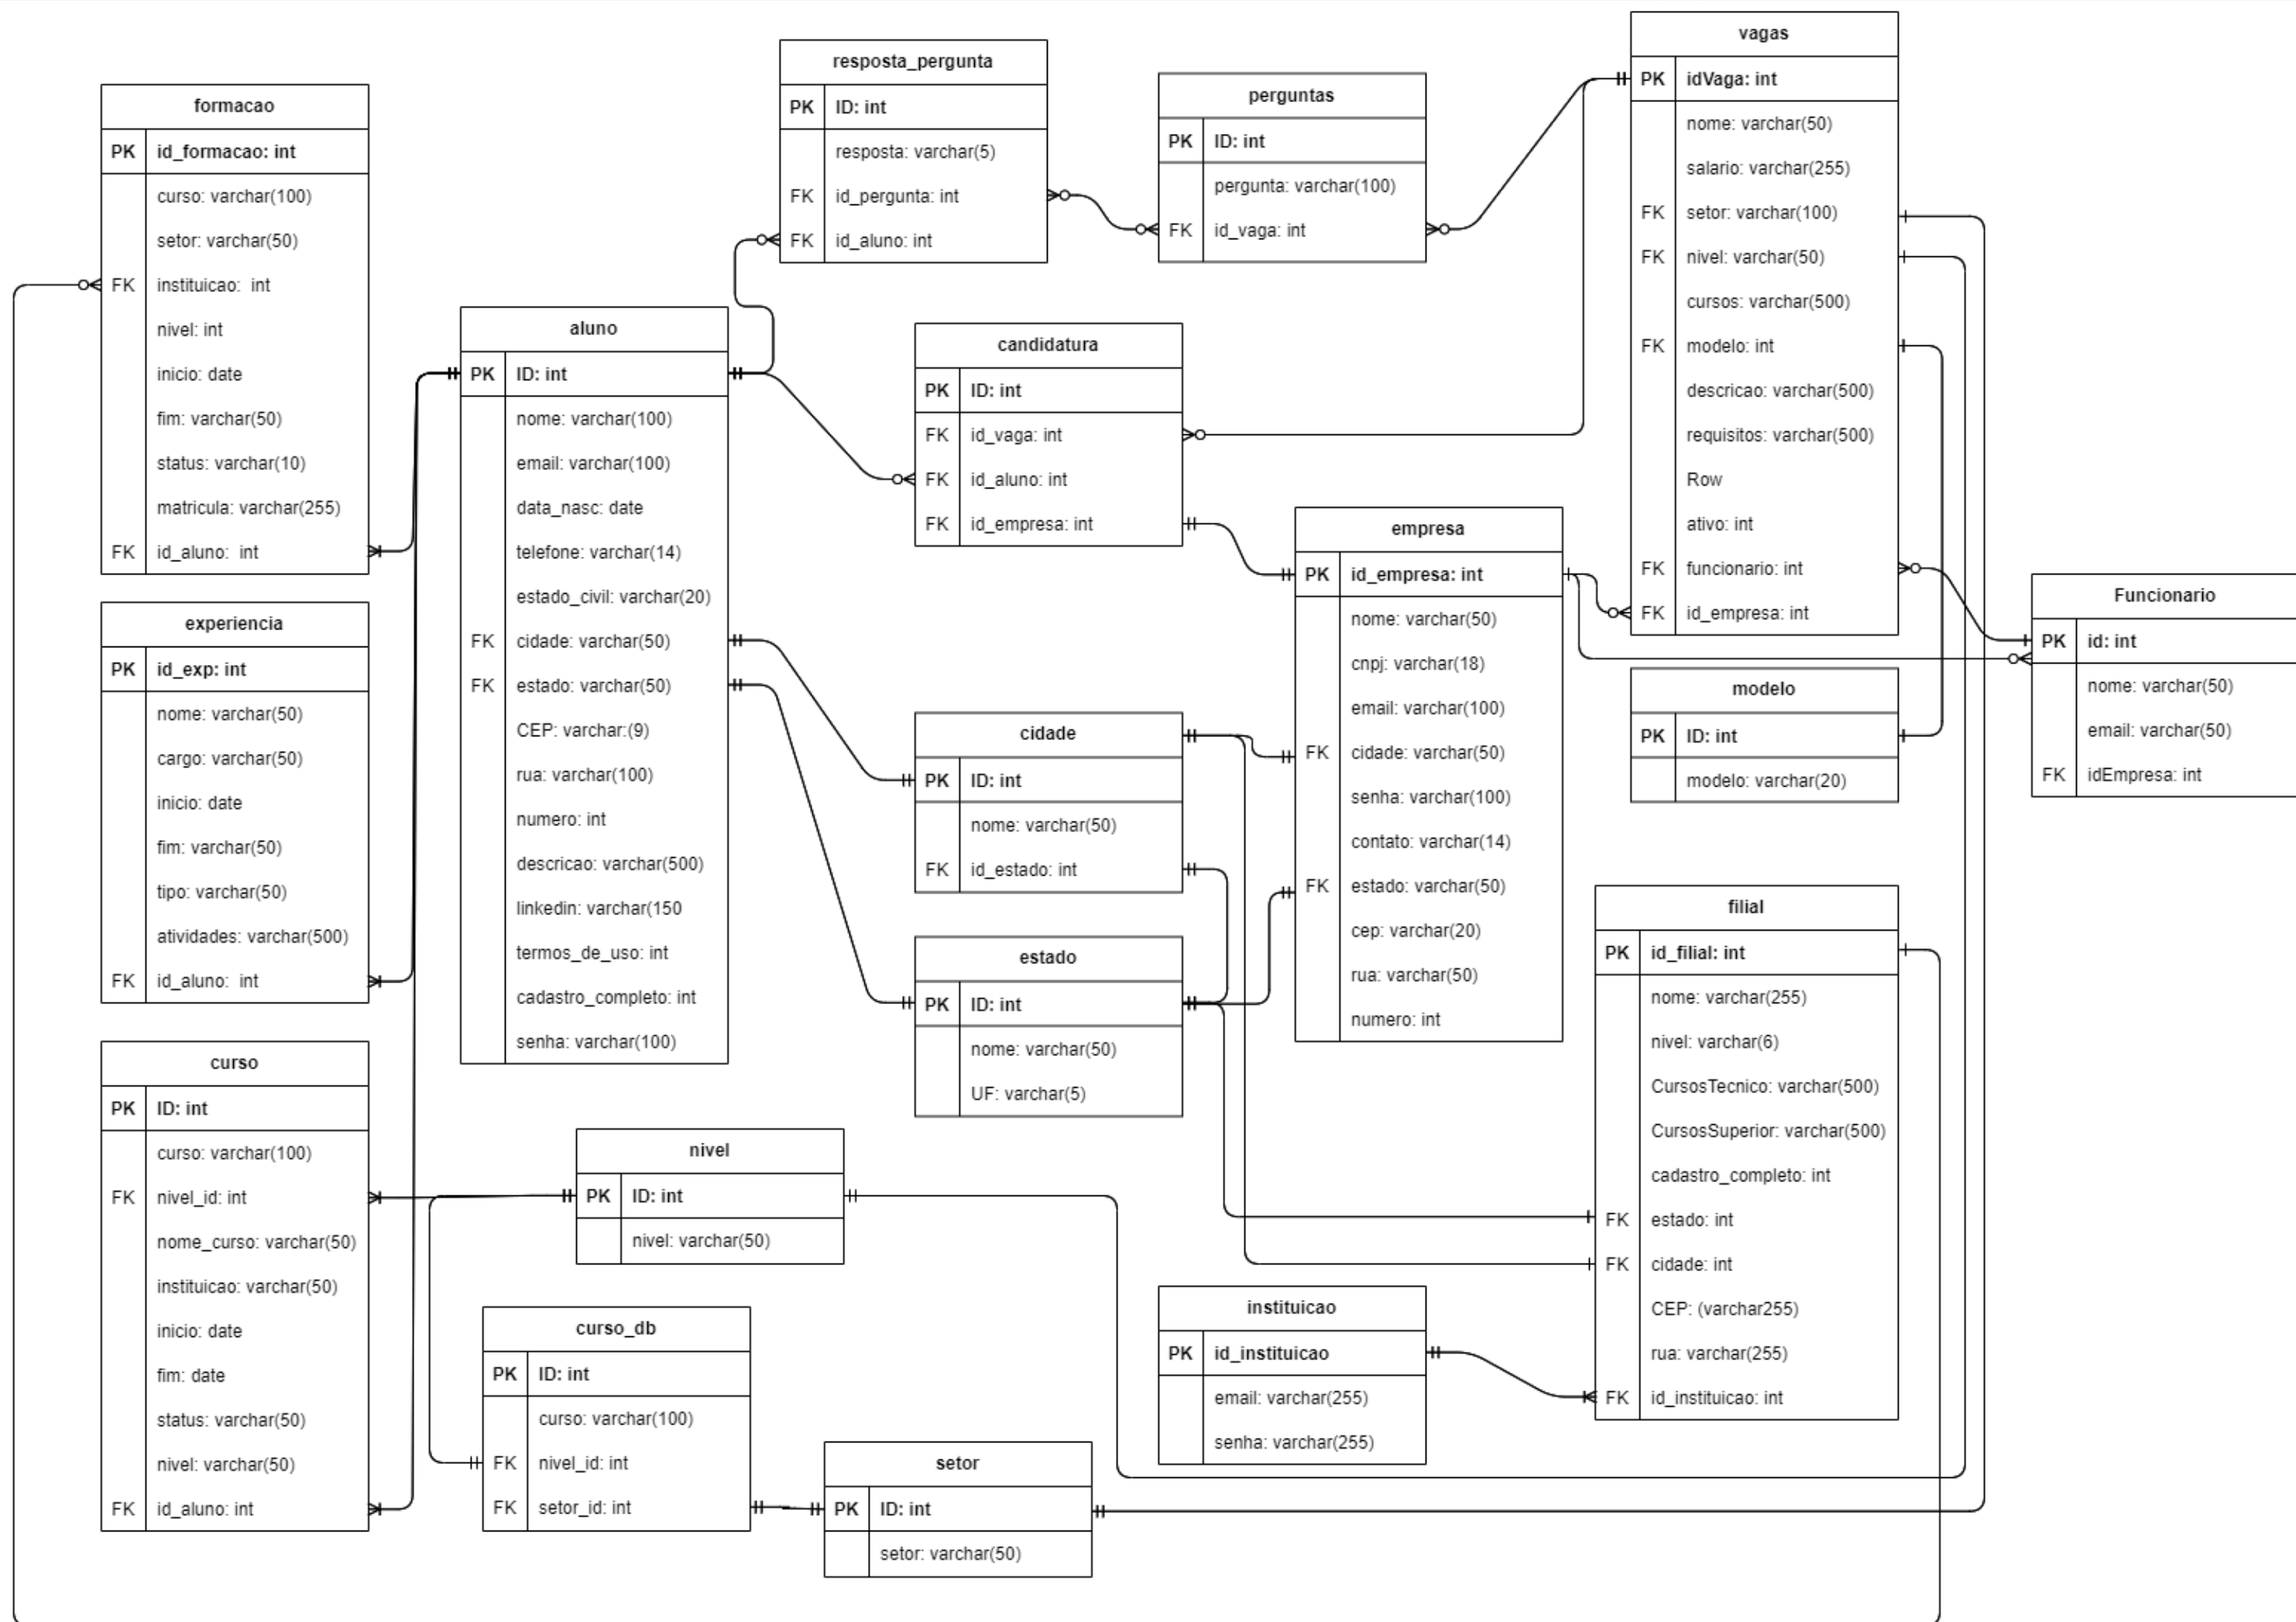 formacao
PK id_formacao: int
curso: varchar(100)
setor: varchar(50)
FK instituicao: int
nivel: int
inicio: date
fim: varchar(50)
status: varchar(10)
matricula: varchar(255)
FK id_aluno: int
experiencia
PK id_exp: int
nome: varchar(50)
cargo: varchar(50)
inicio: date
fim: varchar(50)
tipo: varchar(50)
atividades: varchar(500)
FK id_aluno: int
curso
PK ID: int
curso: varchar(100)
FK nivel_id: int
nome_curso: varchar(50)
instituicao: varchar(50)
inicio: date
fim: date
status: varchar(50)
nivel: varchar(50)
FK id_aluno: int
aluno
PK ID: int
nome: varchar(100)
email: varchar(100)
data_nasc: date
telefone: varchar(14)
estado_civil: varchar(20)
FK cidade: varchar(50)
FK estado: varchar(50)
CEP: varchar:(9)
rua: varchar(100)
numero: int
descricao: varchar(500)
linkedin: varchar(150
termos_de_uso: int
cadastro_completo: int
senha: varchar(100)
nivel
PK ID: int
nivel: varchar(50)
curso_db
PK ID: int
curso: varchar(100)
FK nivel_id: int
FK setor_id: int
setor
PK ID: int
setor: varchar(50)
resposta_pergunta
PK ID: int
resposta: varchar(5)
FK id_pergunta: int
FK id_aluno: int
perguntas
PK ID: int
pergunta: varchar(100)
FK id_vaga: int
candidatura
PK ID: int
FK id_vaga: int
FK id_aluno: int
FK id_empresa: int
cidade
PK ID: int
nome: varchar(50)
FK id_estado: int
estado
PK ID: int
nome: varchar(50)
UF: varchar(5)
empresa
PK id_empresa: int
nome: varchar(50)
cnpj: varchar(18)
email: varchar(100)
FK cidade: varchar(50)
senha: varchar(100)
contato: varchar(14)
FK estado: varchar(50)
cep: varchar(20)
rua: varchar(50)
numero: int
instituicao
PK id_instituicao
email: varchar(255)
senha: varchar(255)
vagas
PK idVaga: int
nome: varchar(50)
salario: varchar(255)
FK setor: varchar(100)
FK nivel: varchar(50)
cursos: varchar(500)
FK modelo: int
descricao: varchar(500)
requisitos: varchar(500)
Row
ativo: int
FK funcionario: int
FK id_empresa: int
modelo
PK ID: int
modelo: varchar(20)
filial
PK id_filial: int
nome: varchar(255)
nivel: varchar(6)
CursosTecnico: varchar(500)
CursosSuperior: varchar(500)
cadastro_completo: int
FK estado: int
FK cidade: int
CEP: (varchar255)
rua: varchar(255)
FK id_instituicao: int
Funcionario
PK id: int
nome: varchar(50)
email: varchar(50)
FK idEmpresa: int